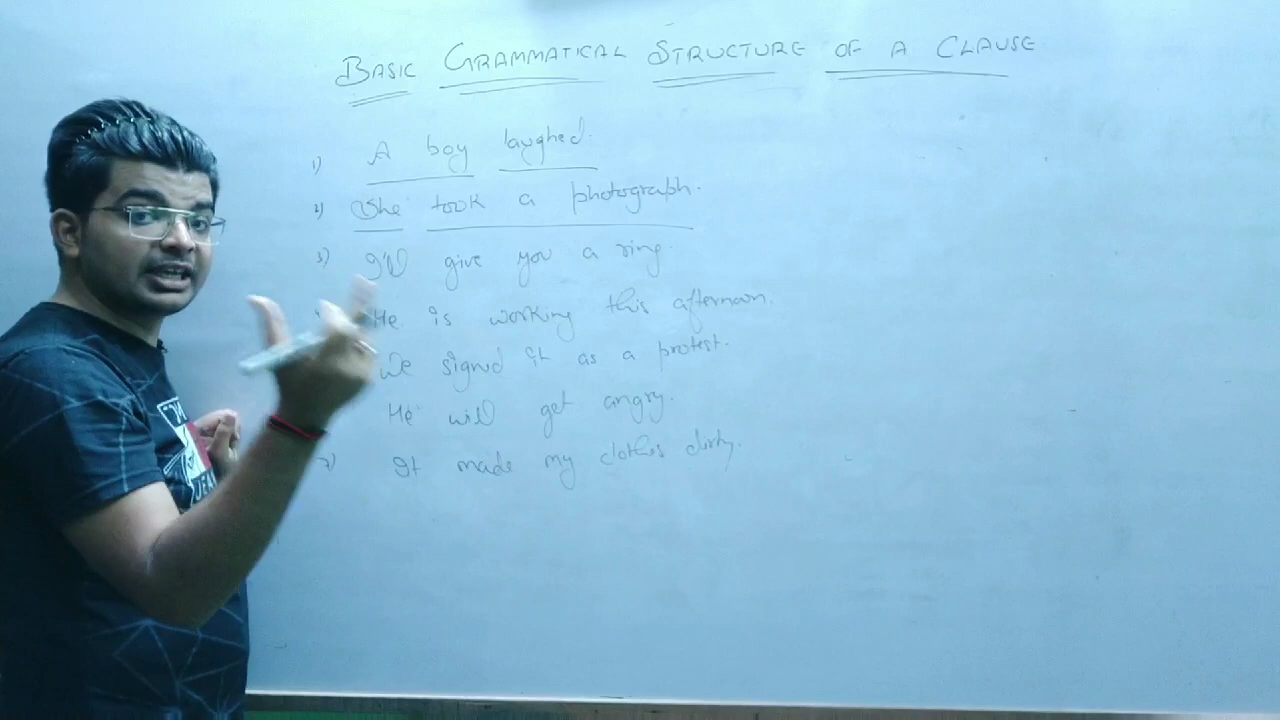 BASIC GRAMMATICAL STRUCTURE OF A CLAUSE
1) A boy laughed.
2) She took a photograph.
3) I'll give you a ring.
He is working this afternoon.
We signed it as a protest.
He will get angry.
7) It made my clothes dirty.